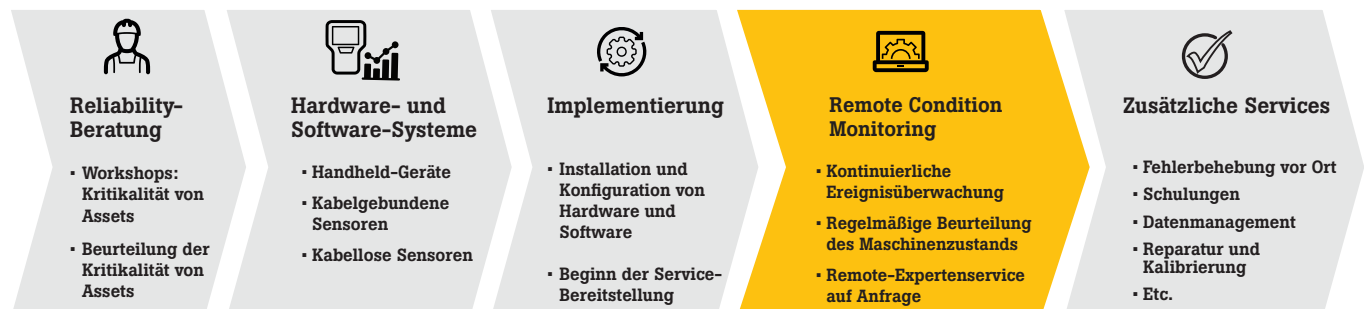 Reliability-
Beratung
▪ Workshops:
Kritikalität von
Assets
▪ Beurteilung der
Kritikalität von
Assets
Hardware- und
Software-Systeme
▪ Handheld-Geräte
▪ Kabelgebundene
Sensoren
▪ Kabellose Sensoren
Implementierung
▪ Installation und
Konfiguration von
Hardware und
Software
▪ Beginn der Service-
Bereitstellung
Remote Condition
Monitoring
▪ Kontinuierliche
Ereignisüberwachung
▪ Regelmäßige Beurteilung
des Maschinenzustands
▪ Remote-Expertenservice
auf Anfrage
Zusätzliche Services
▪ Fehlerbehebung vor Ort
▪ Schulungen
▪ Datenmanagement
▪ Reparatur und
Kalibrierung
▪ Etc.